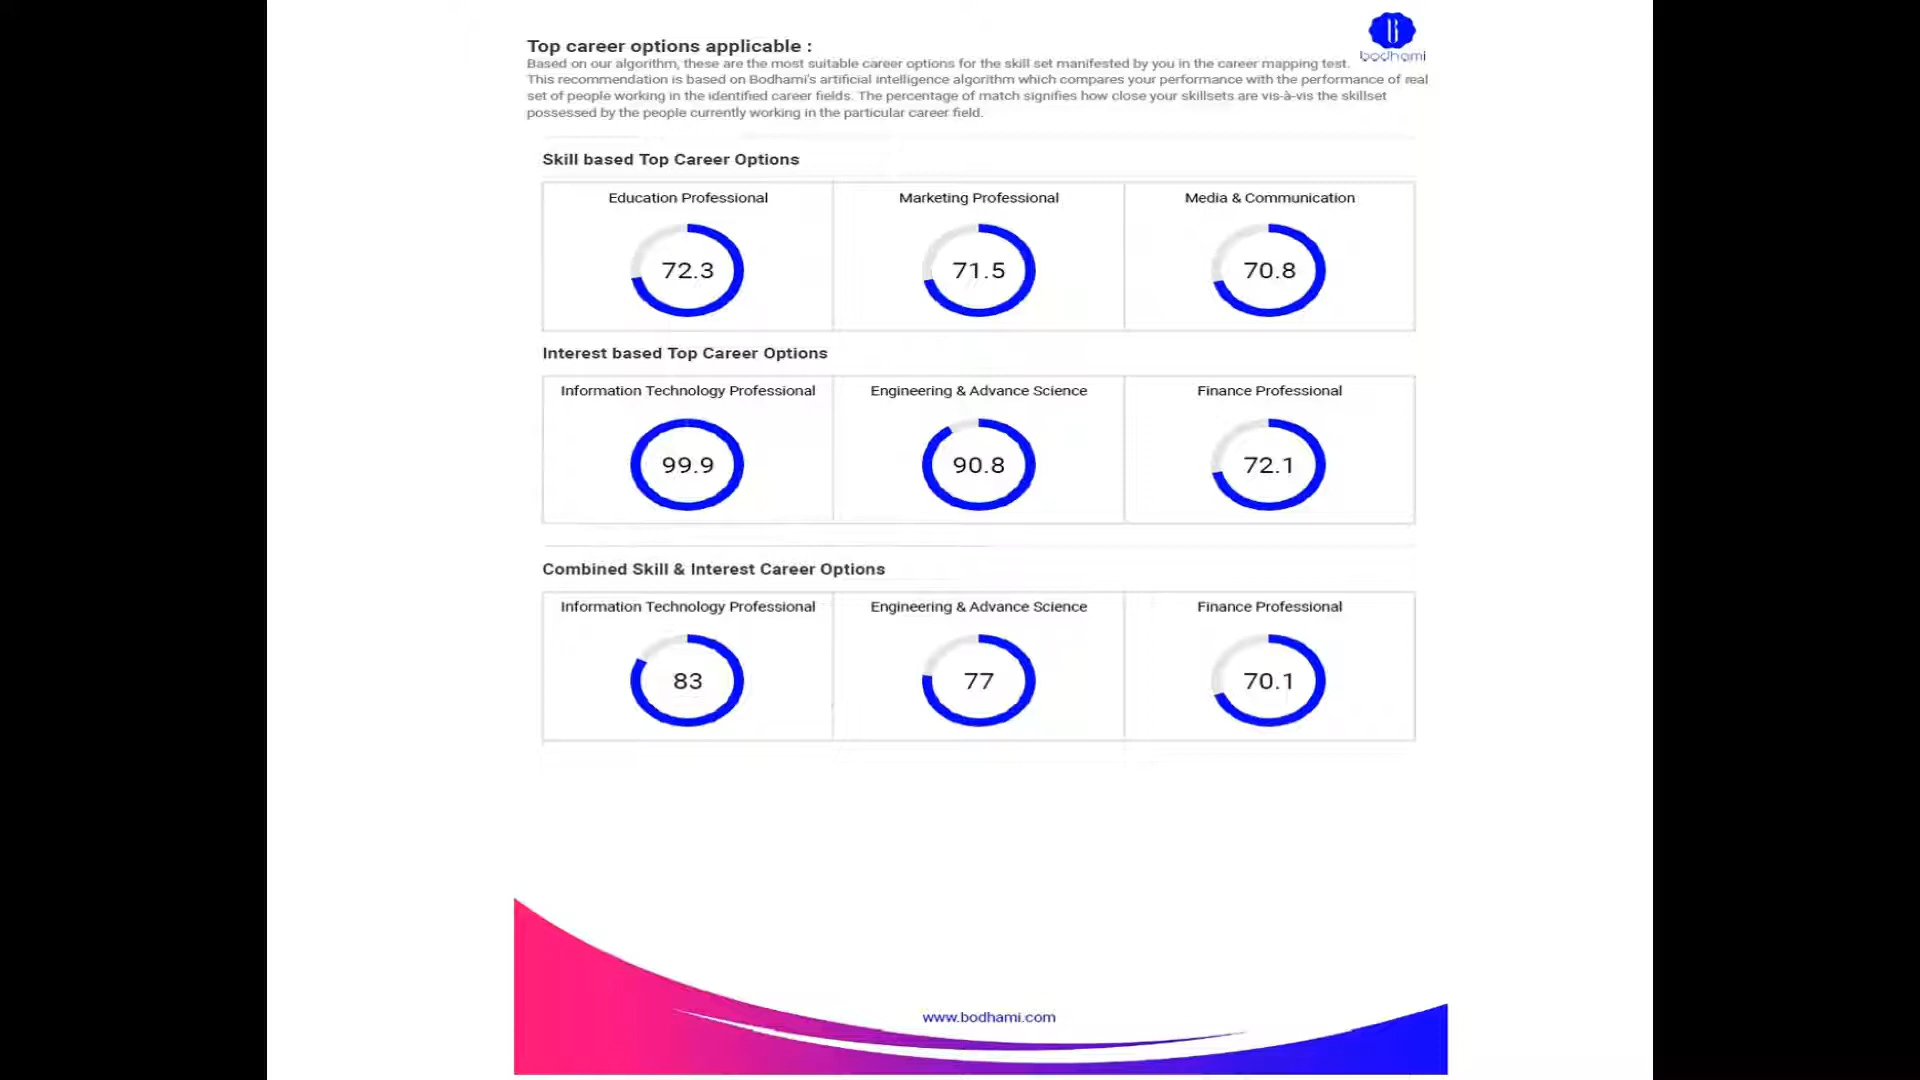 Top career options applicable :
bodhami
Based on our algorithm, these are the most suitable career options for the skill set manifested by you in the career mapping test.
This recommendation is based on Bodhami's artificial intelligence algorithm which compares your performance with the performance of real
set of people working in the identified career fields. The percentage of match signifies how close your skillsets are vis-à-vis the skillset
possessed by the people currently working in the particular career field.
Skill based Top Career Options
Education Professional
Marketing Professional
Media & Communication
72.3
71.5
70.8
Interest based Top Career Options
Information Technology Professional
Engineering & Advance Science
Finance Professional
99.9
90.8
72.1
Combined Skill & Interest Career Options
Information Technology Professional
Engineering & Advance Science
Finance Professional
83
77
70.1
www.bodhami.com